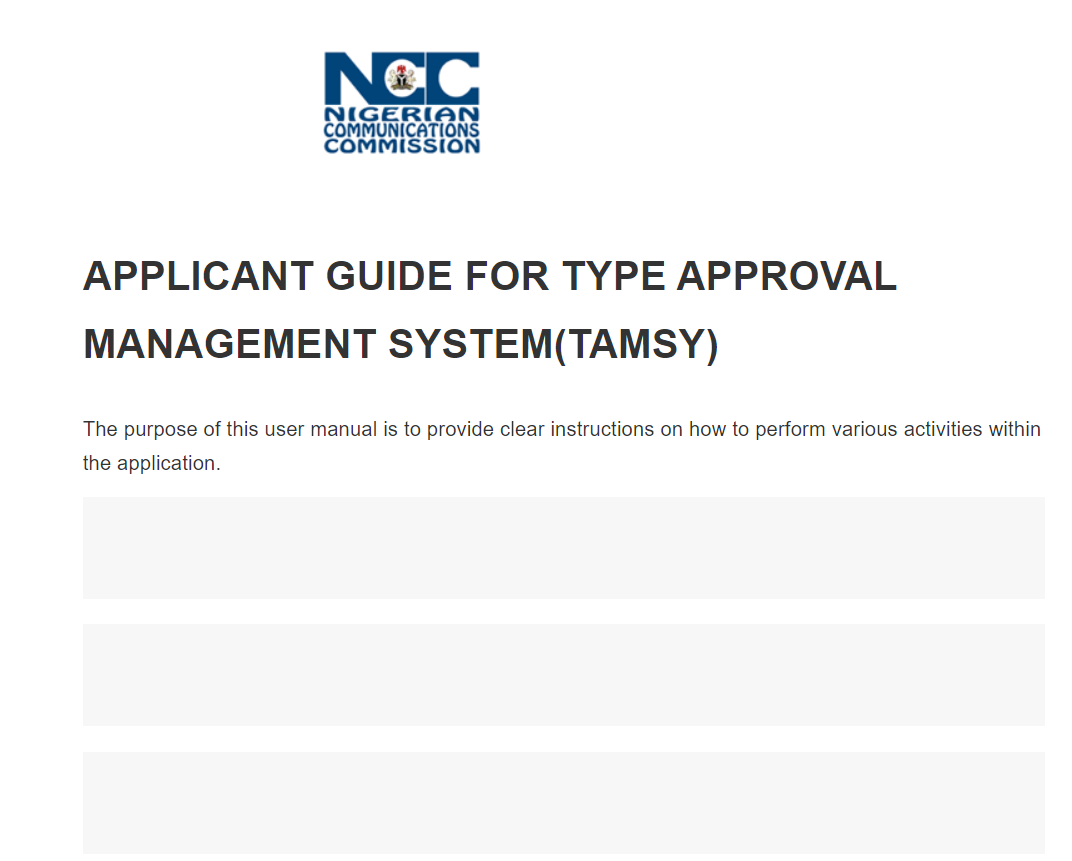 NCC
NIGERIAN
COMMUNICATIONS
COMMISSION
APPLICANT GUIDE FOR TYPE APPROVAL
MANAGEMENT SYSTEM(TAMSY)
The purpose of this user manual is to provide clear instructions on how to perform various activities within
the application.